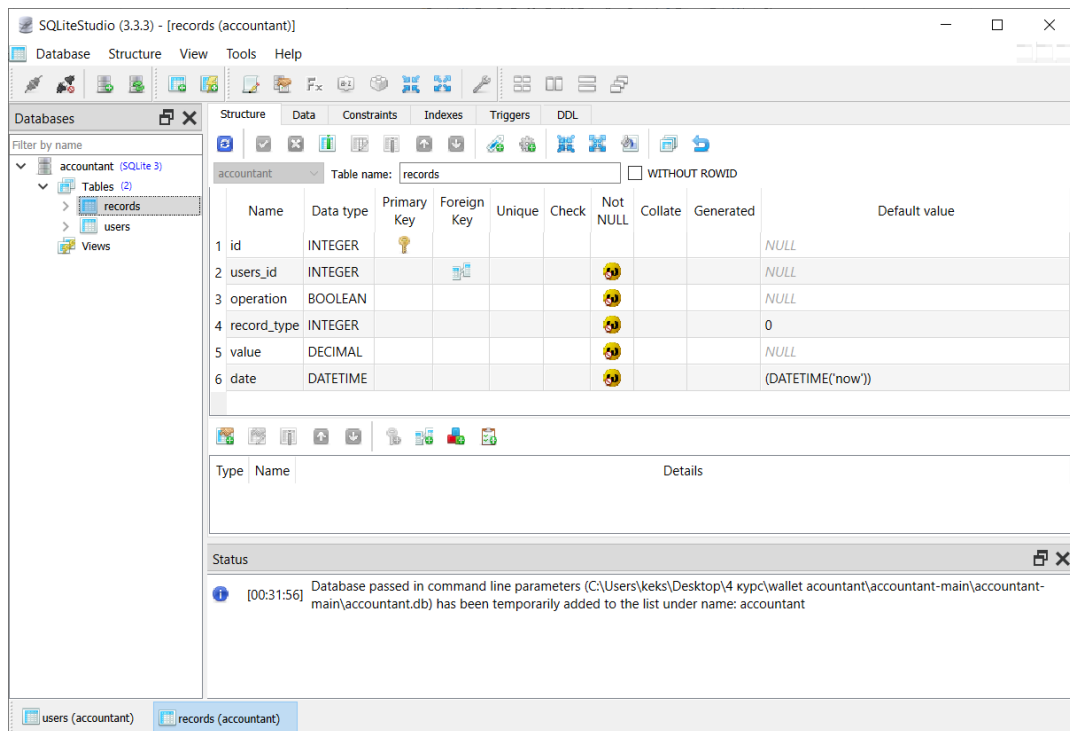 SQLiteStudio (3.3.3) - [records (accountant)]
Database Structure View Tools Help
Databases
Filter by name
accountant (SQLite 3)
Tables (2)
records
users
Views
Structure Data Constraints Indexes Triggers DDL
accountant Table name: records WITHOUT ROWID
Name Data type Primary Key Foreign Key Unique Check Not NULL Collate Generated Default value
1 id INTEGER NULL
2 users_id INTEGER NULL
3 operation BOOLEAN NULL
4 record_type INTEGER 0
5 value DECIMAL NULL
6 date DATETIME (DATETIME('now'))
Type Name Details
Status
[00:31:56] Database passed in command line parameters (C:\Users\keks\Desktop\4 курс\wallet acountant\accountant-main\accountant-
main\accountant.db) has been temporarily added to the list under name: accountant
users (accountant) records (accountant)